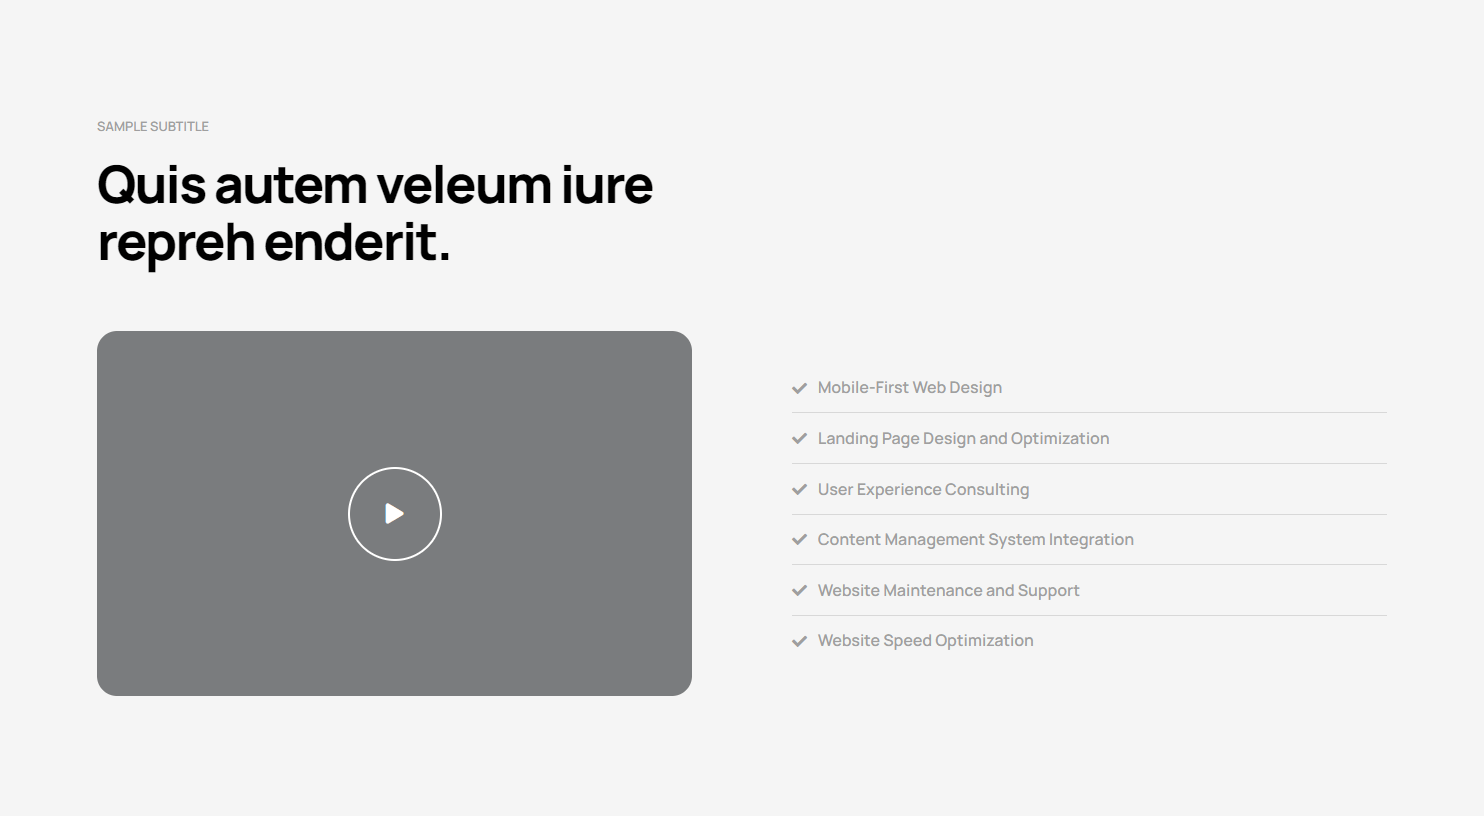 SAMPLE SUBTITLE
Quis autem veleum iure
repreh enderit.
Mobile-First Web Design
Landing Page Design and Optimization
User Experience Consulting
Content Management System Integration
Website Maintenance and Support
Website Speed Optimization